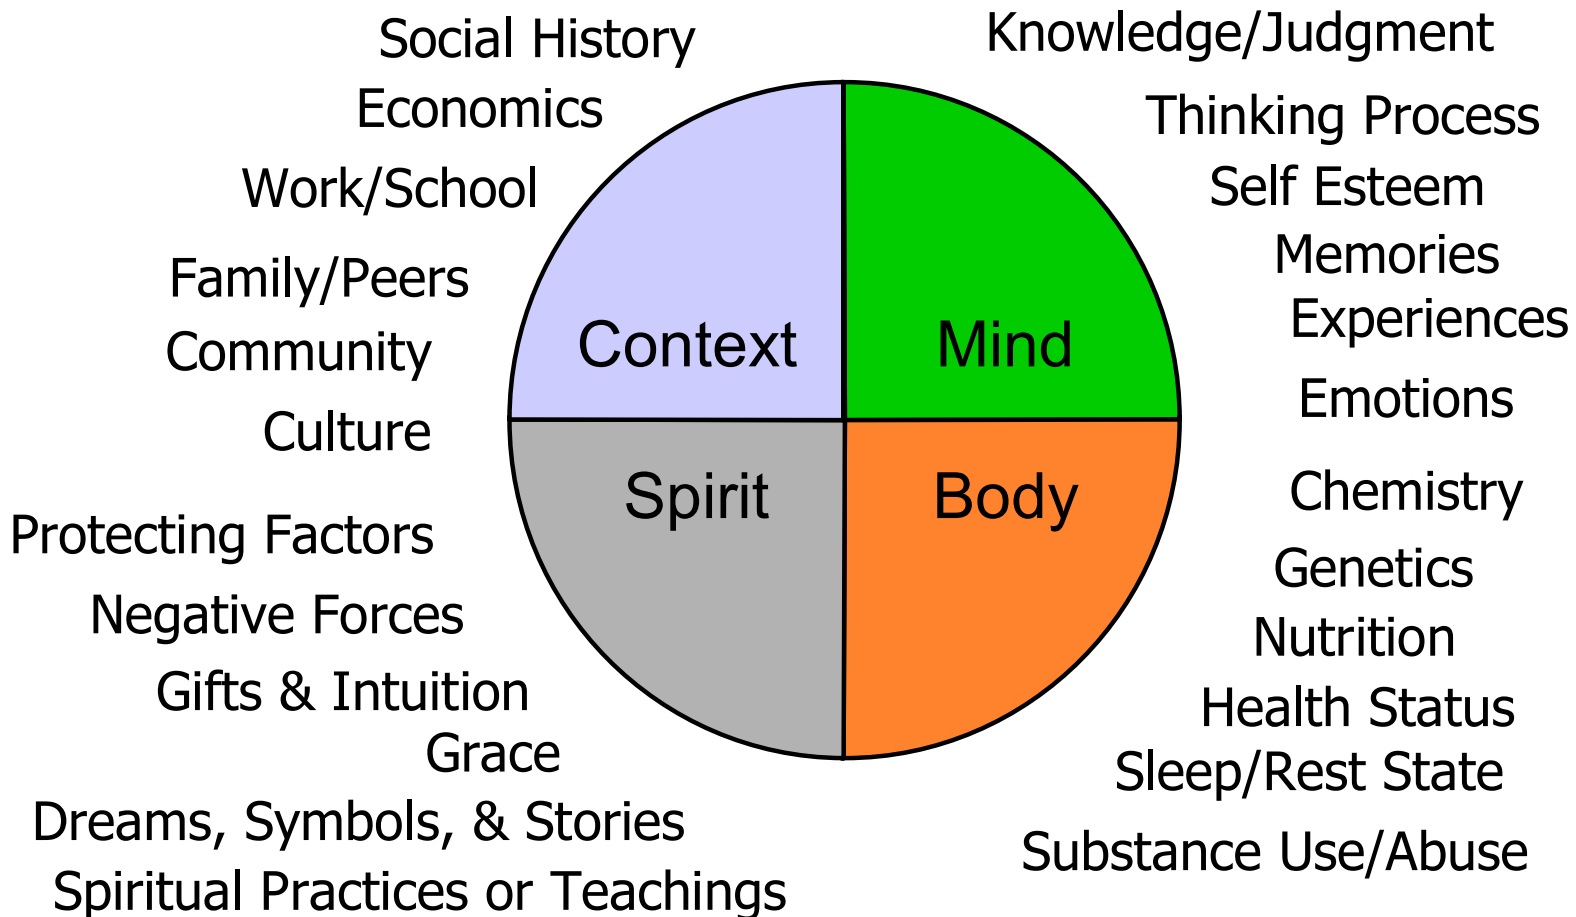 Social History
Economics
Work/School
Family/Peers
Community
Culture
Context
Knowledge/Judgment
Thinking Process
Self Esteem
Memories
Experiences
Emotions
Mind
Spirit
Protecting Factors
Negative Forces
Gifts & Intuition
Grace
Dreams, Symbols, & Stories
Spiritual Practices or Teachings
Body
Chemistry
Genetics
Nutrition
Health Status
Sleep/Rest State
Substance Use/Abuse